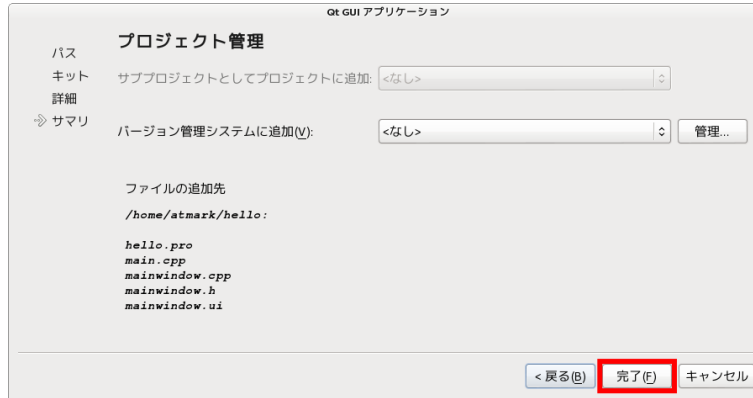 Qt GUI アプリケーション
パス
キット
詳細
サマリ
プロジェクト管理
サブプロジェクトとしてプロジェクトに追加: <なし>
バージョン管理システムに追加(V): <なし> 管理...
ファイルの追加先
/home/atmark/hello:
hello.pro
main.cpp
mainwindow.cpp
mainwindow.h
mainwindow.ui
< 戻る(B) 完了(F) キャンセル